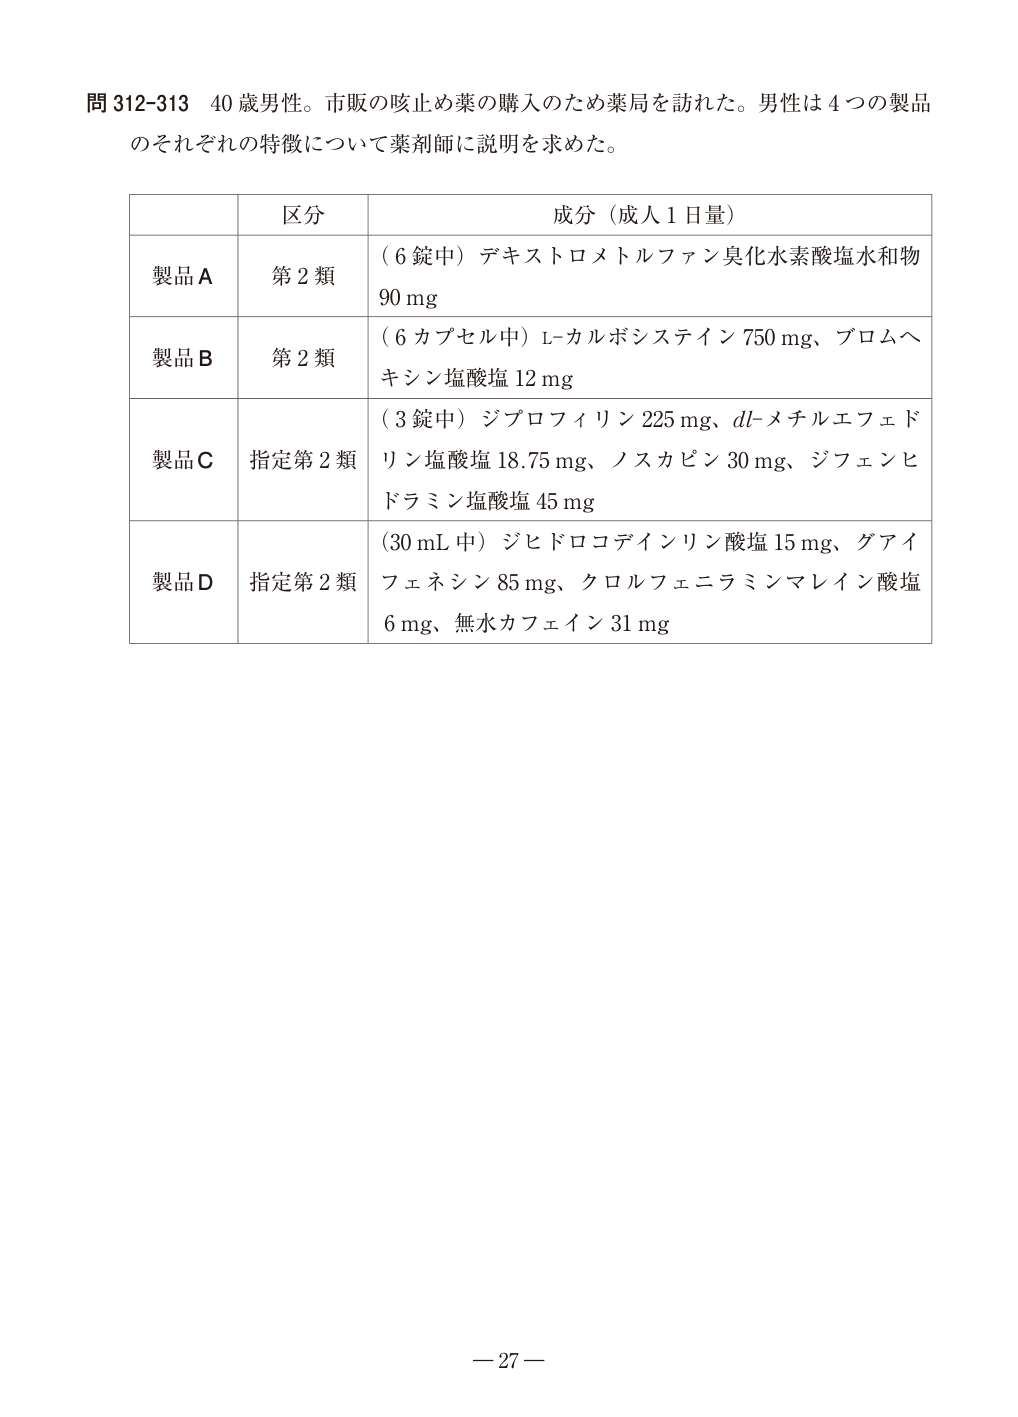 問 312-313　40 歳男性。市販の咳止め薬の購入のため薬局を訪れた。男性は 4 つの製品
のそれぞれの特徴について薬剤師に説明を求めた。
区分　成分（成人 1 日量）
製品 A　第 2 類　（ 6 錠中）デキストロメトルファン臭化水素酸塩水和物
90 mg
製品 B　第 2 類　（ 6 カプセル中）L-カルボシステイン 750 mg、ブロムヘ
キシン塩酸塩 12 mg
製品 C　指定第 2 類　（ 3 錠中）ジプロフィリン 225 mg、dl-メチルエフェド
リン塩酸塩 18.75 mg、ノスカピン 30 mg、ジフェンヒ
ドラミン塩酸塩 45 mg
製品 D　指定第 2 類　（30 mL 中）ジヒドロコデインリン酸塩 15 mg、グアイ
フェネシン 85 mg、クロルフェニラミンマレイン酸塩
6 mg、無水カフェイン 31 mg
― 27 ―